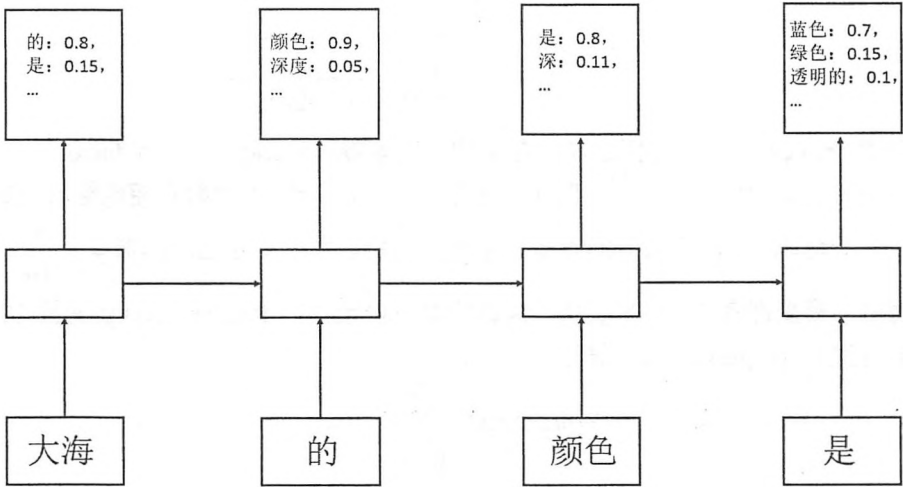 的：0.8，
是：0.15，
...
颜色：0.9，
深度：0.05，
...
是：0.8，
深：0.11，
...
蓝色：0.7，
绿色：0.15，
透明的：0.1，
...
大海
的
颜色
是